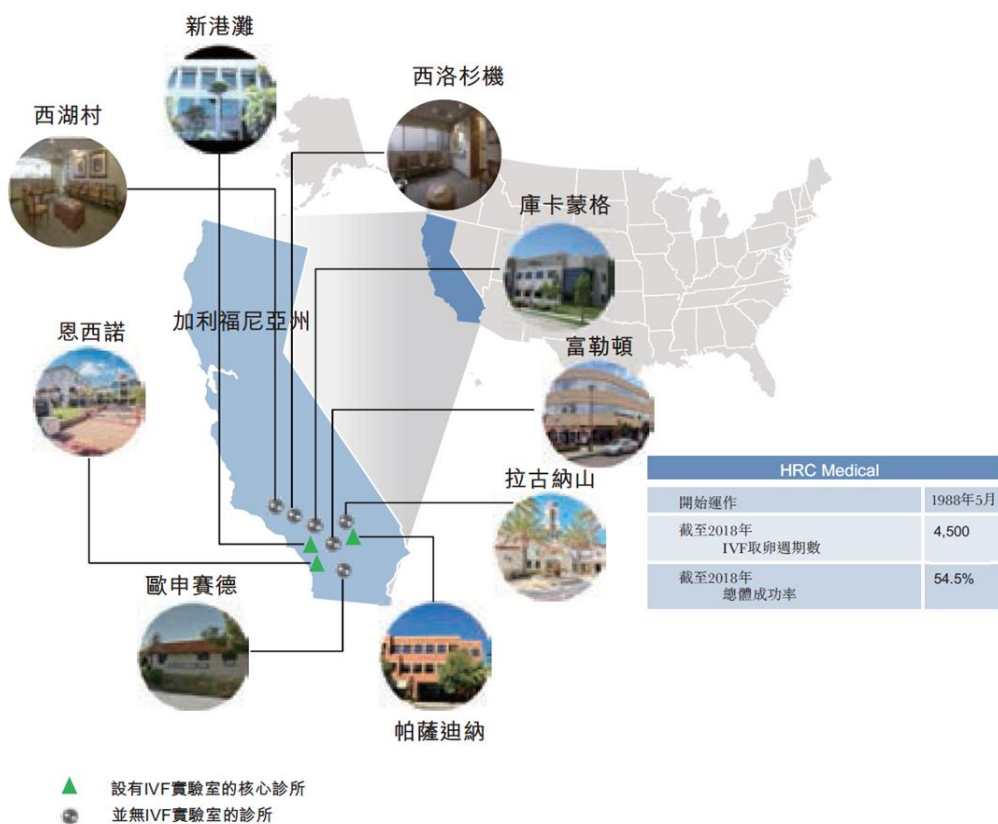 新港灘
西洛杉機
西湖村
庫卡蒙格
加利福尼亞州
恩西諾
富勒頓
拉古納山
HRC Medical
開始運作 1988年5月
截至2018年 4,500
IVF取卵週期數
截至2018年 54.5%
總體成功率
歐申賽德
帕薩迪納
設有IVF實驗室的核心診所
並無IVF實驗室的診所